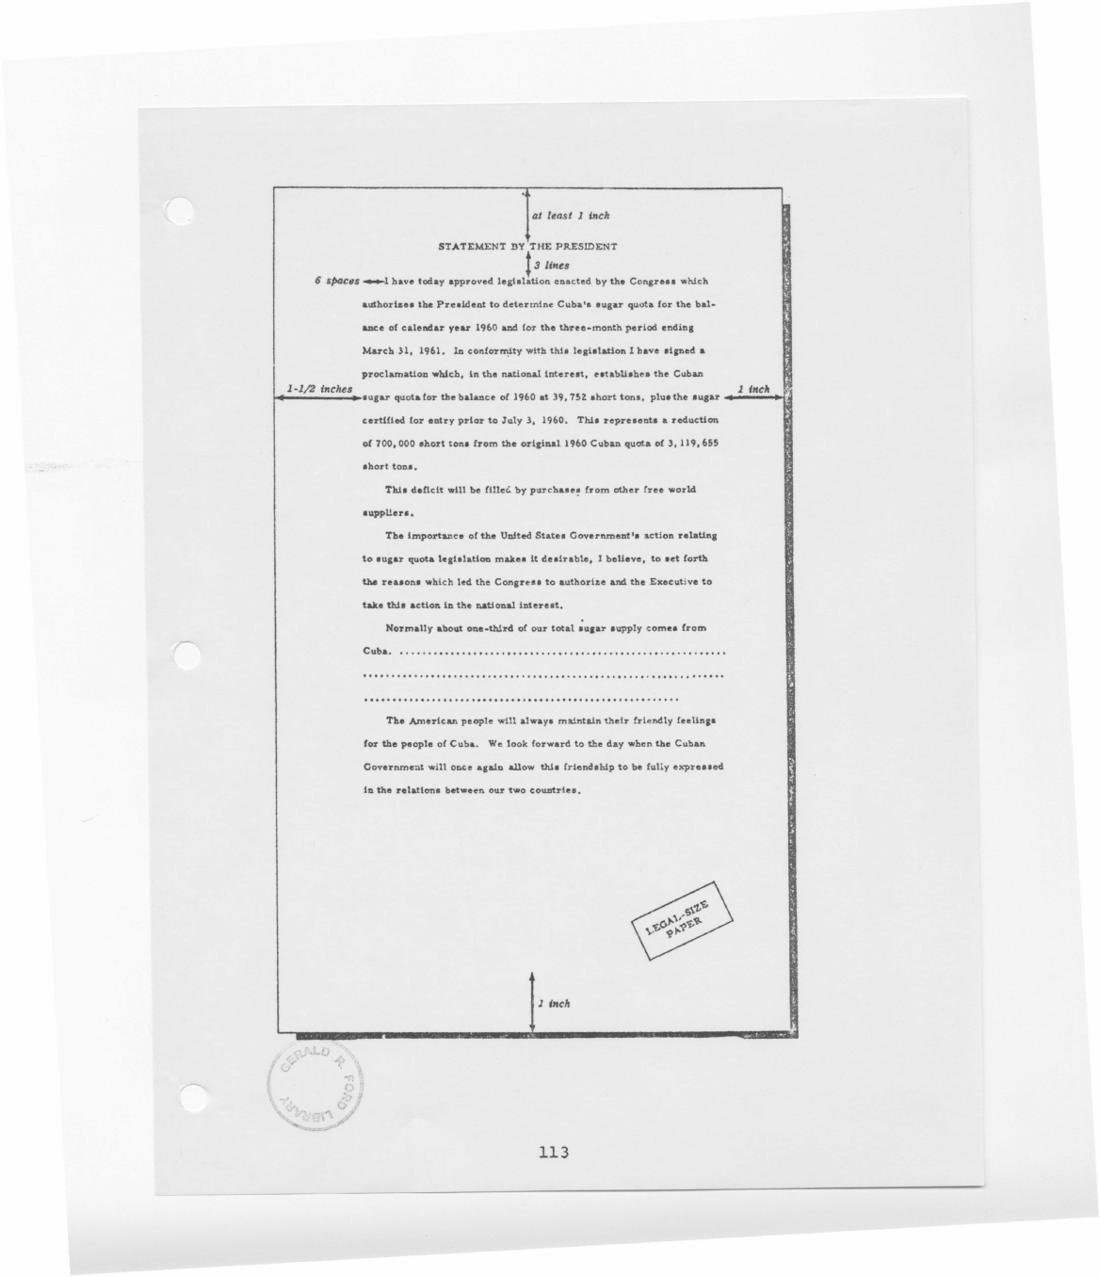 at least 1 inch
STATEMENT BY THE PRESIDENT
3 lines
6 spaces I have today approved legislation enacted by the Congress which
authorizes the President to determine Cuba's sugar quota for the bal-
ance of calendar year 1960 and for the three-month period ending
March 31, 1961. In conformity with this legislation I have signed a
proclamation which, in the national interest, establishes the Cuban
1-1/2 inches
1 inch
sugar quota for the balance of 1960 at 39,752 short tons, plus the sugar
certified for entry prior to July 3, 1960. This represents a reduction
of 700,000 short tons from the original 1960 Cuban quota of 3,119,655
short tons.
This deficit will be filled by purchases from other free world
suppliers.
The importance of the United States Government's action relating
to sugar quota legislation makes it desirable, I believe, to set forth
the reasons which led the Congress to authorize and the Executive to
take this action in the national interest.
Normally about one-third of our total sugar supply comes from
Cuba. ......................................................
............................................................
....................................................
The American people will always maintain their friendly feelings
for the people of Cuba. We look forward to the day when the Cuban
Government will once again allow this friendship to be fully expressed
in the relations between our two countries.
LEGAL-SIZE
PAPER
1 inch
GERALD R. FORD LIBRARY
113